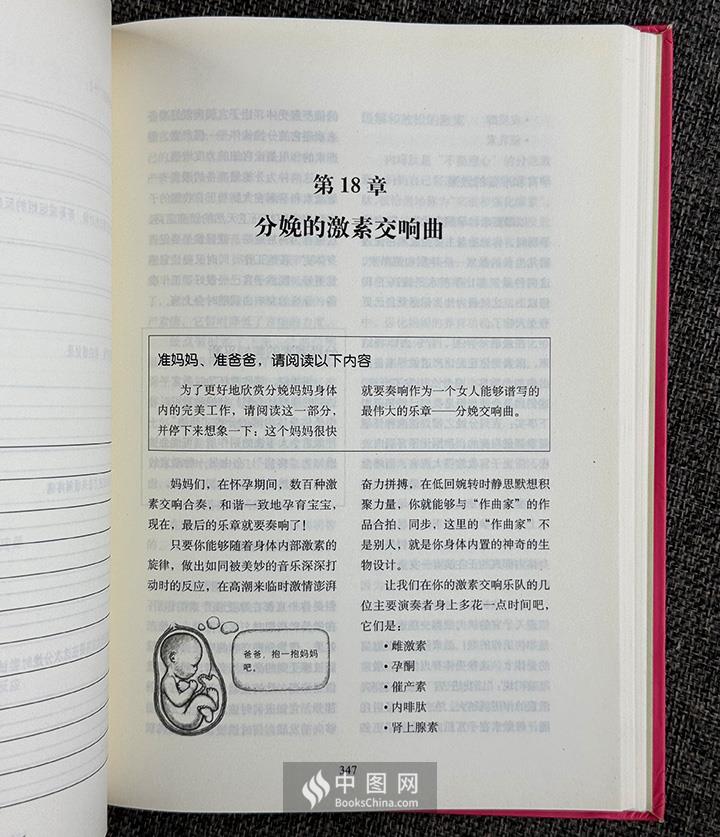 第 18 章
分娩的激素交响曲
准妈妈、准爸爸，请阅读以下内容
为了更好地欣赏分娩妈妈身体
内的完美工作，请阅读这一部分，
并停下来想象一下：这个妈妈很快
就要奏响作为一个女人能够谱写的
最伟大的乐章——分娩交响曲。
妈妈们，在怀孕期间，数百种激
素交响合奏，和谐一致地孕育宝宝，
现在，最后的乐章就要奏响了！
只要你能够随着身体内部激素的
旋律，做出如同被美妙的音乐深深打
动时的反应，在高潮来临时激情澎湃
爸爸，抱一抱妈妈
吧。
奋力拼搏，在低回婉转时静思默想积
聚力量，你就能够与“作曲家”的作
品合拍、同步，这里的“作曲家”不
是别人，就是你身体内置的神奇的生
物设计。
让我们在你的激素交响乐队的几
位主要演奏者身上多花一点时间吧，
它们是：
·雌激素
·孕酮
·催产素
·内啡肽
·肾上腺素
347
中图网
BooksChina.com